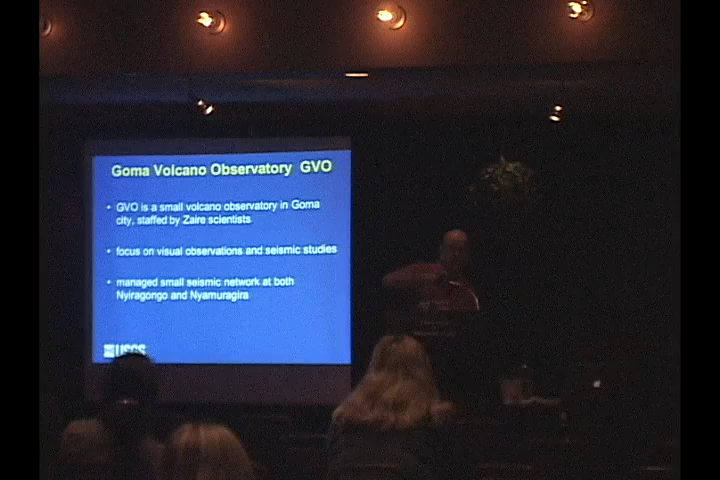 Goma Volcano Observatory GVO
• GVO is a small volcano observatory in Goma
city, staffed by Zaire scientists
• focus on visual observations and seismic studies
• managed small seismic network at both
Nyiragongo and Nyamuragira
USGS